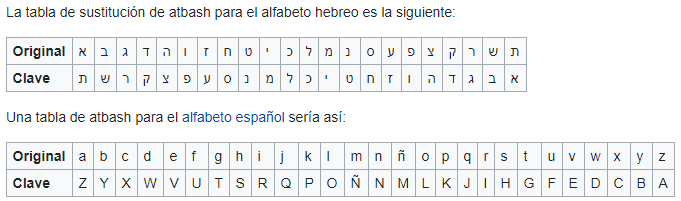 La tabla de sustitución de atbash para el alfabeto hebreo es la siguiente:
Original א ב ג ד ה ו ז ח ט י כ ל מ נ ס ע פ צ ק ר ש ת
Clave ת ש ר ק צ פ ע ס נ מ ל כ י ט ח ז ו ה ד ג ב א
Una tabla de atbash para el alfabeto español sería así:
Original a b c d e f g h i j k l m n ñ o p q r s t u v w x y z
Clave Z Y X W V U T S R Q P O Ñ N M L K J I H G F E D C B A